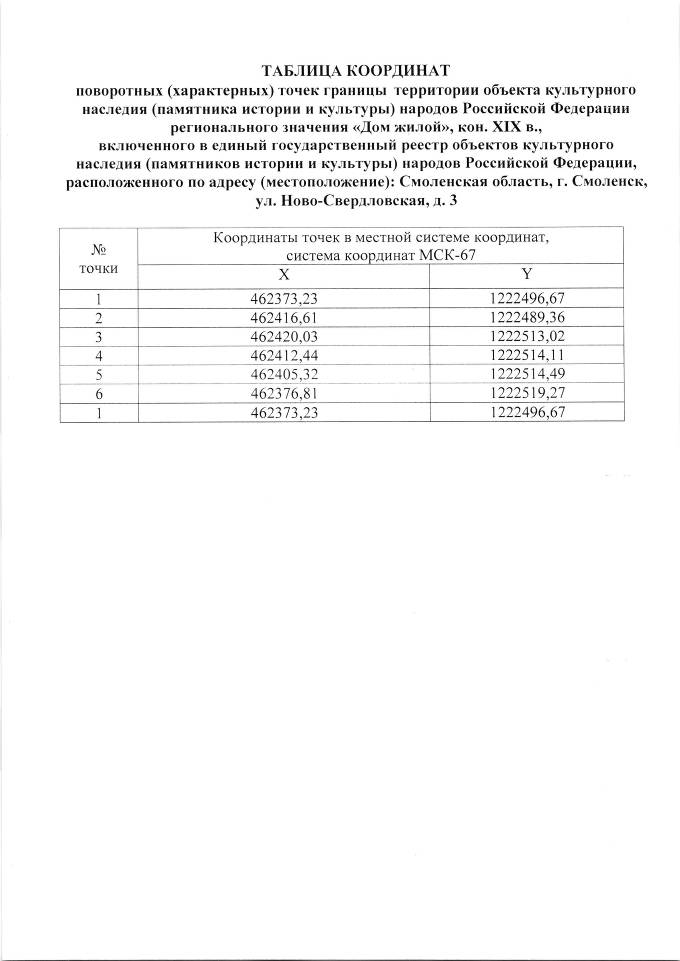 ТАБЛИЦА КООРДИНАТ
поворотных (характерных) точек границы территории объекта культурного
наследия (памятника истории и культуры) народов Российской Федерации
регионального значения «Дом жилой», кон. XIX в.,
включенного в единый государственный реестр объектов культурного
наследия (памятников истории и культуры) народов Российской Федерации,
расположенного по адресу (местоположение): Смоленская область, г. Смоленск,
ул. Ново-Свердловская, д. 3
№ точки
Координаты точек в местной системе координат,
система координат МСК-67
X Y
1 462373,23 1222496,67
2 462416,61 1222489,36
3 462420,03 1222513,02
4 462412,44 1222514,11
5 462405,32 1222514,49
6 462376,81 1222519,27
1 462373,23 1222496,67